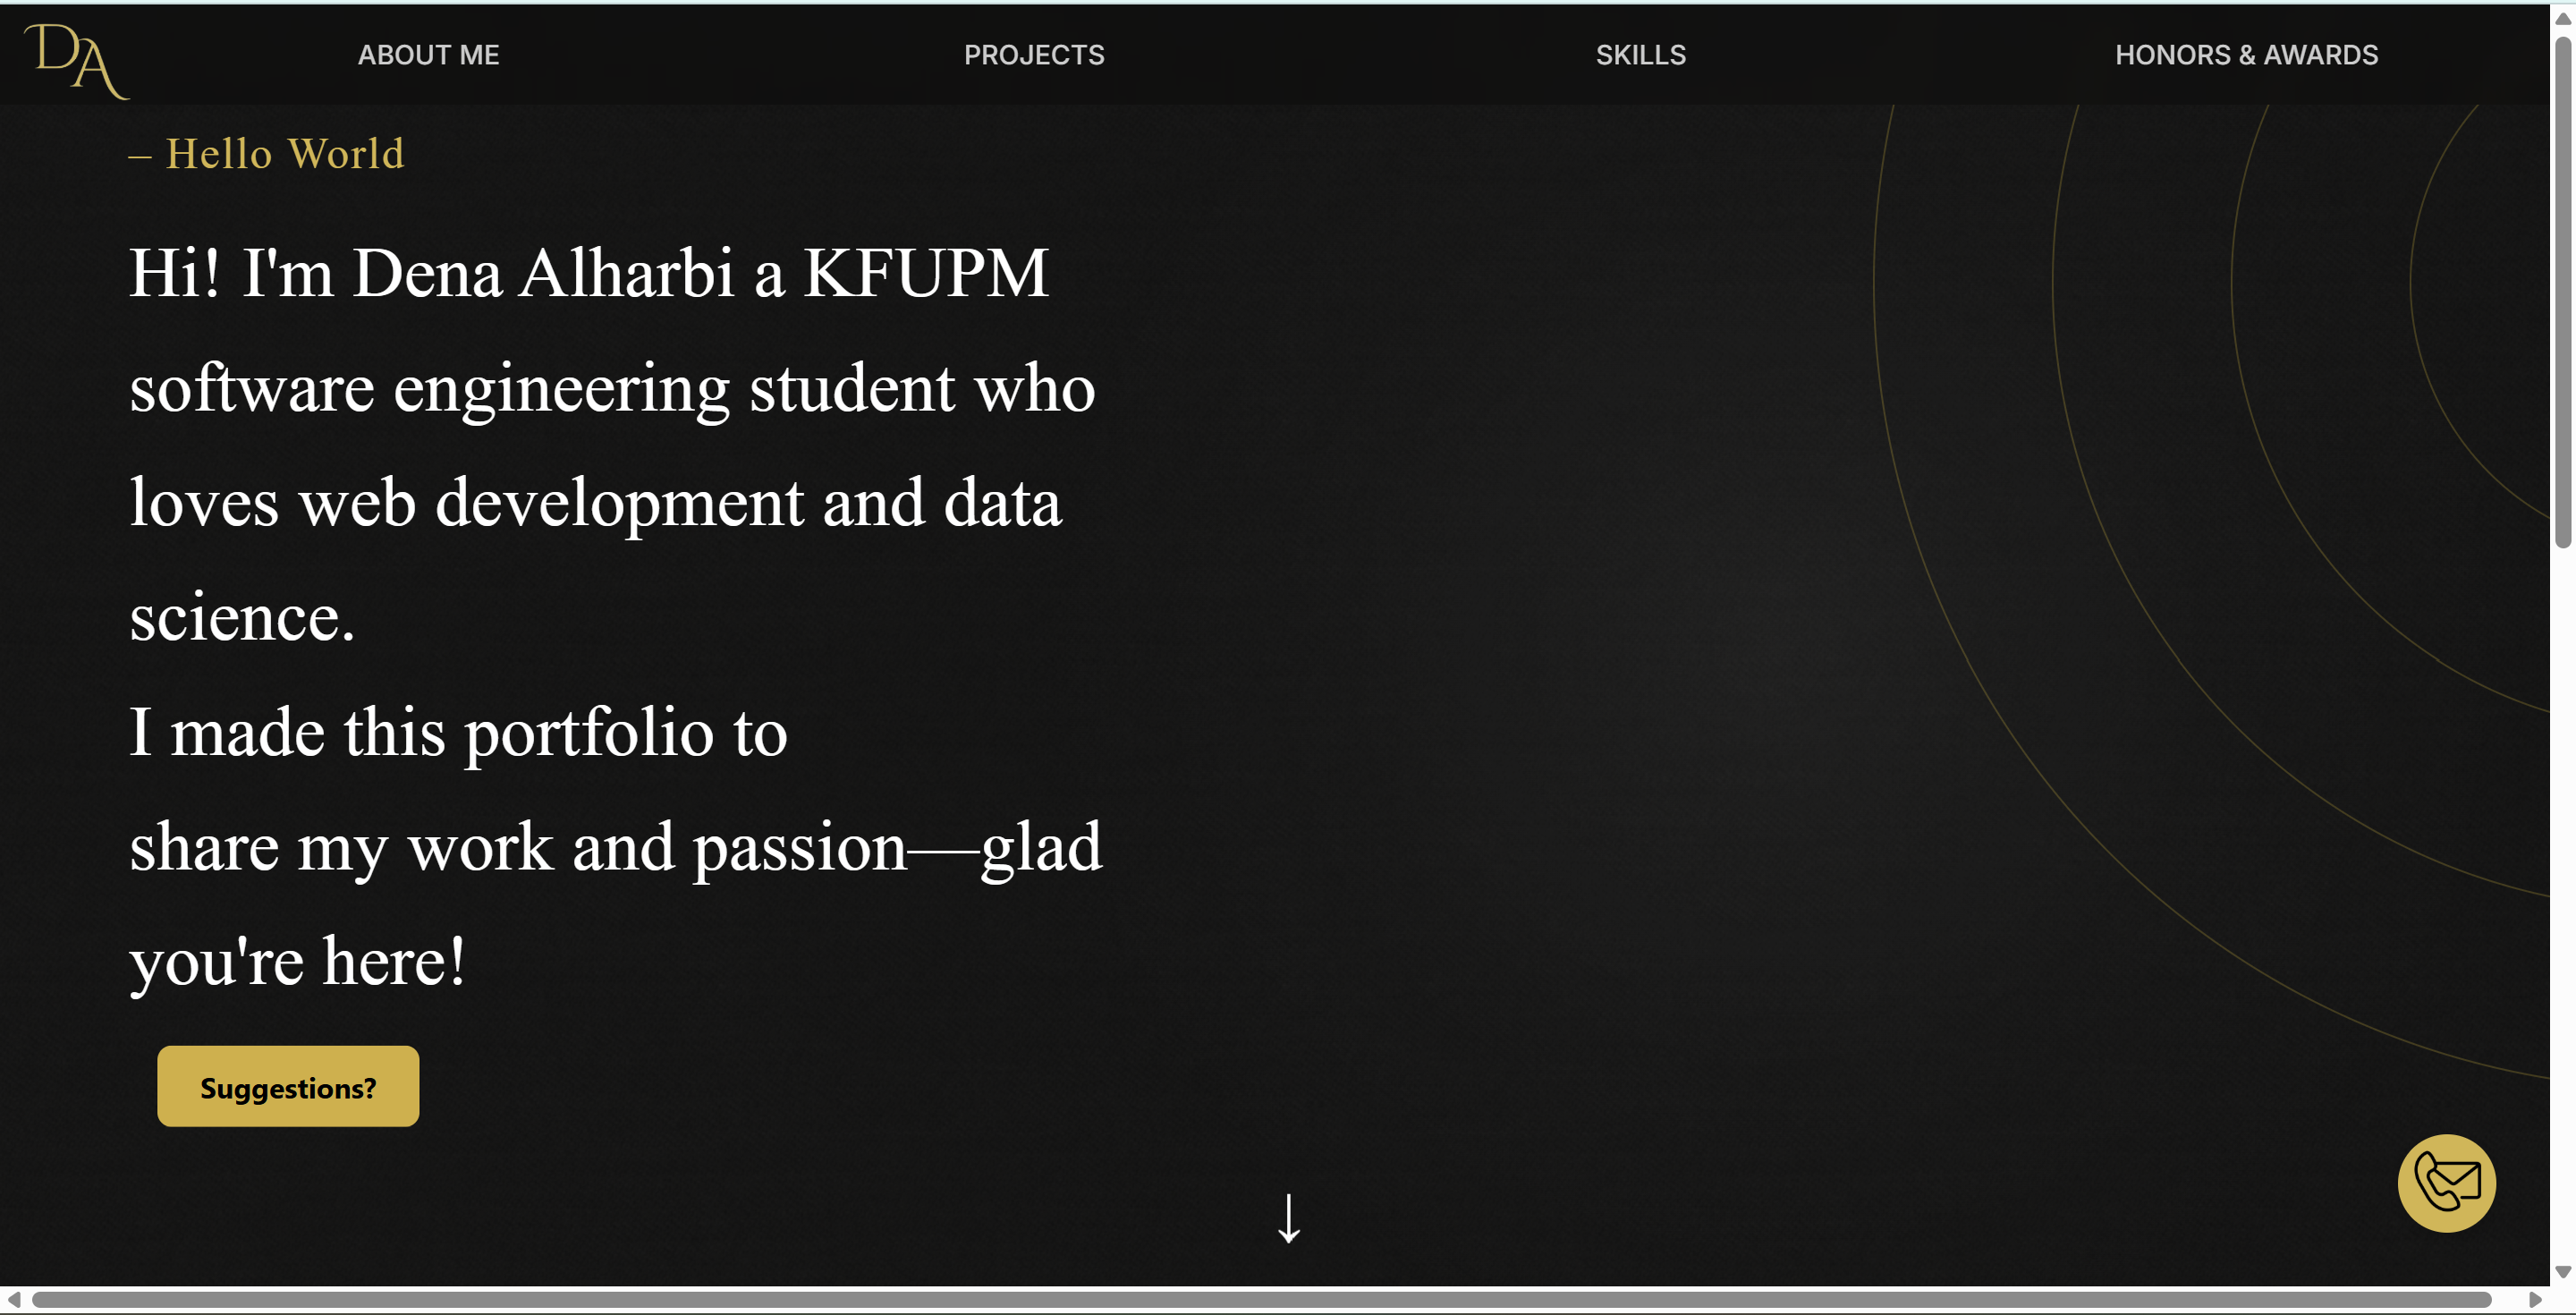 DA
ABOUT ME
PROJECTS
SKILLS
HONORS & AWARDS
– Hello World
Hi! I'm Dena Alharbi a KFUPM
software engineering student who
loves web development and data
science.
I made this portfolio to
share my work and passion—glad
you're here!
Suggestions?